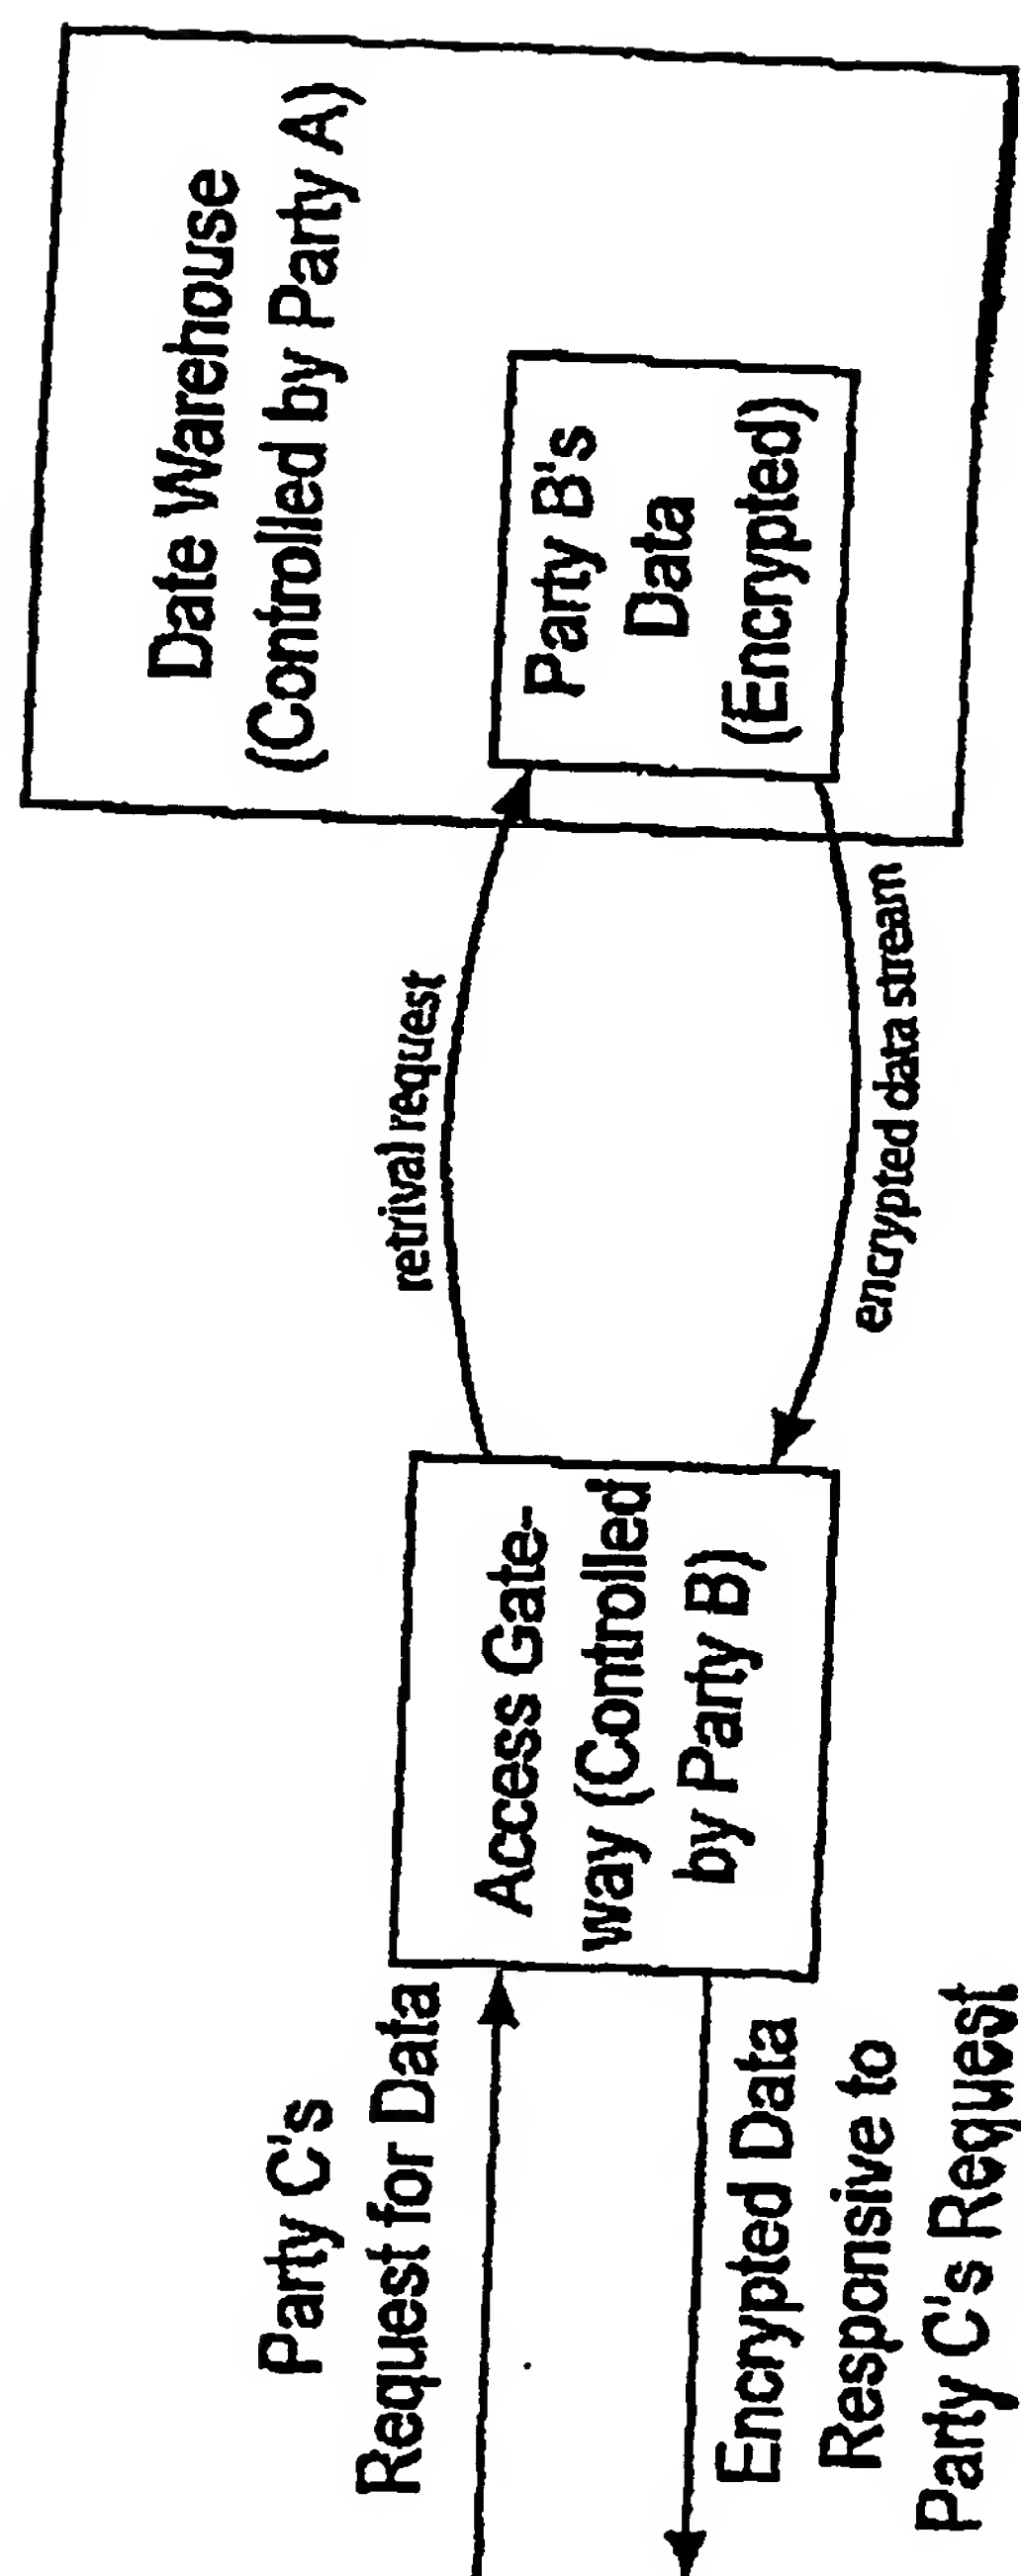 Party C's
Request for Data
Encrypted Data
Responsive to
Party C's Request
Access Gate-
way (Controlled
by Party B)
retrival request
encrypted data stream
Date Warehouse
(Controlled by Party A)
Party B's
Data
(Encrypted)